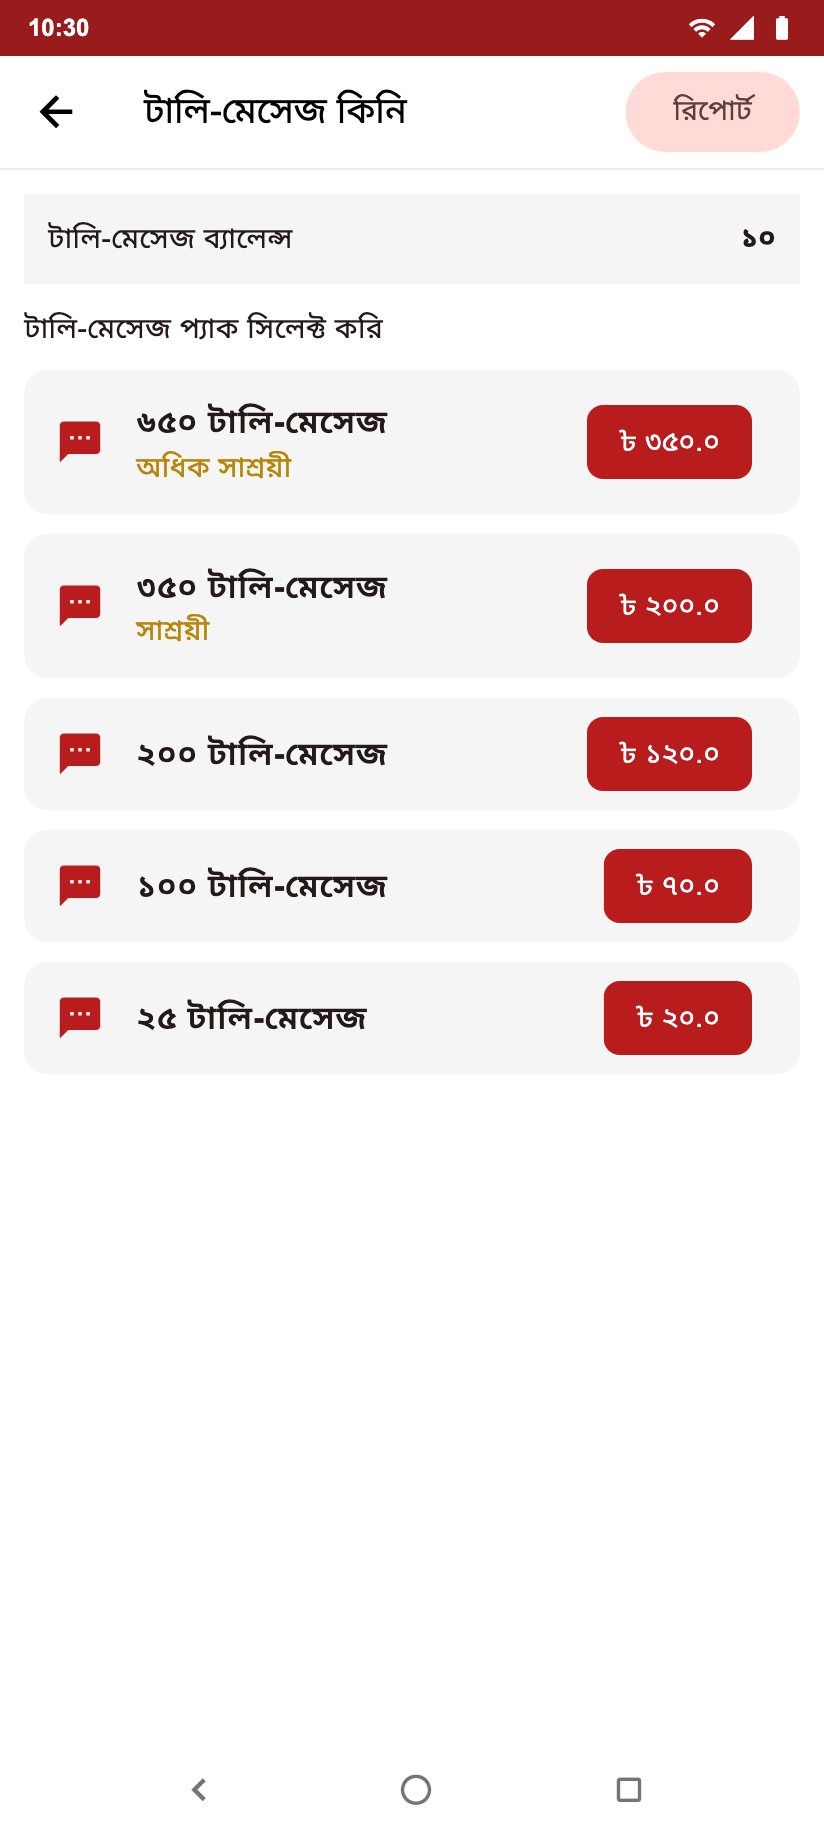 10:30
টালি-মেসেজ কিনি
রিপোর্ট
টালি-মেসেজ ব্যালেন্স ১০
টালি-মেসেজ প্যাক সিলেক্ট করি
৬৫০ টালি-মেসেজ
অধিক সাশ্রয়ী
৳ ৩৫০.০
৩৫০ টালি-মেসেজ
সাশ্রয়ী
৳ ২০০.০
২০০ টালি-মেসেজ
৳ ১২০.০
১০০ টালি-মেসেজ
৳ ৭০.০
২৫ টালি-মেসেজ
৳ ২০.০